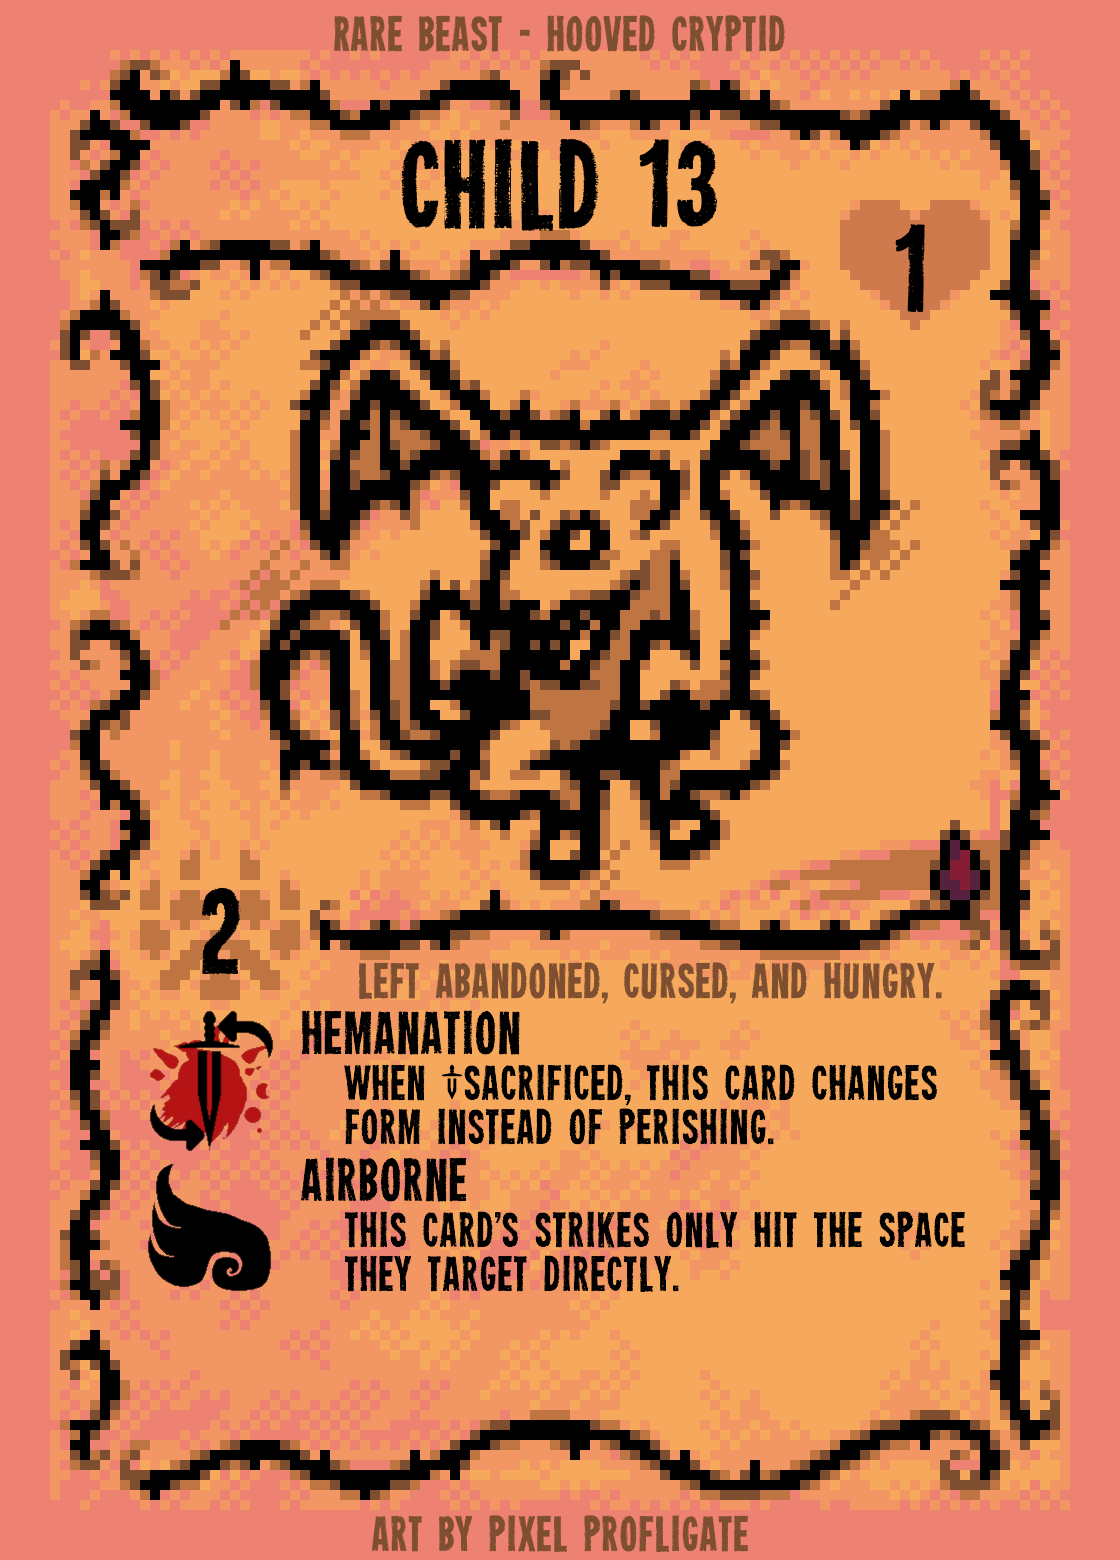 RARE BEAST - HOOVED CRYPTID
CHILD 13
1
2
LEFT ABANDONED, CURSED, AND HUNGRY.
HEMANATION
WHEN SACRIFICED, THIS CARD CHANGES
FORM INSTEAD OF PERISHING.
AIRBORNE
THIS CARD'S STRIKES ONLY HIT THE SPACE
THEY TARGET DIRECTLY.
ART BY PIXEL PROFLIGATE